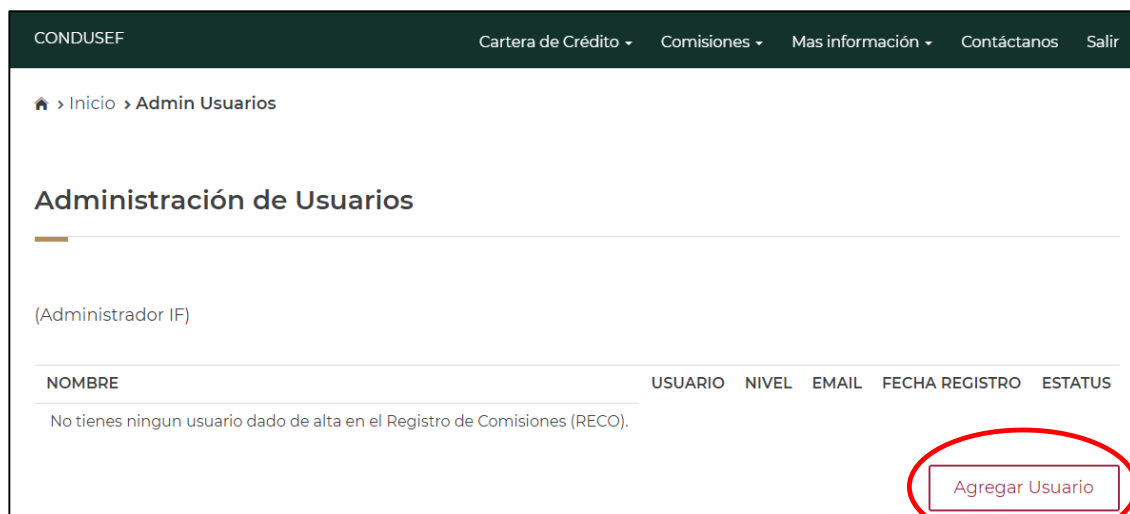 CONDUSEF Cartera de Crédito Comisiones Mas información Contáctanos Salir
> Inicio > Admin Usuarios
Administración de Usuarios
(Administrador IF)
NOMBRE USUARIO NIVEL EMAIL FECHA REGISTRO ESTATUS
No tienes ningun usuario dado de alta en el Registro de Comisiones (RECO).
Agregar Usuario